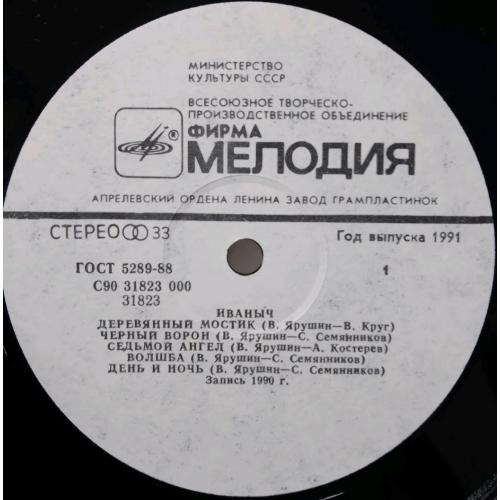 МИНИСТЕРСТВО
КУЛЬТУРЫ СССР
ВСЕСОЮЗНОЕ ТВОРЧЕСКО-
ПРОИЗВОДСТВЕННОЕ ОБЪЕДИНЕНИЕ
® ФИРМА
МЕЛОДИЯ
АПРЕЛЕВСКИЙ ОРДЕНА ЛЕНИНА ЗАВОД ГРАМПЛАСТИНОК
СТЕРЕО 33
Год выпуска 1991
ГОСТ 5289-88
1
С90 31823 000
31823
ИВАНЫЧ
ДЕРЕВЯННЫЙ МОСТИК (В. Ярушин—В. Круг)
ЧЕРНЫЙ ВОРОН (В. Ярушин—С. Семянников)
СЕДЬМОЙ АНГЕЛ (В. Ярушин—А. Костерев)
ВОЛШБА (В. Ярушин—С. Семянников)
ДЕНЬ И НОЧЬ (В. Ярушин—С. Семянников)
Запись 1990 г.